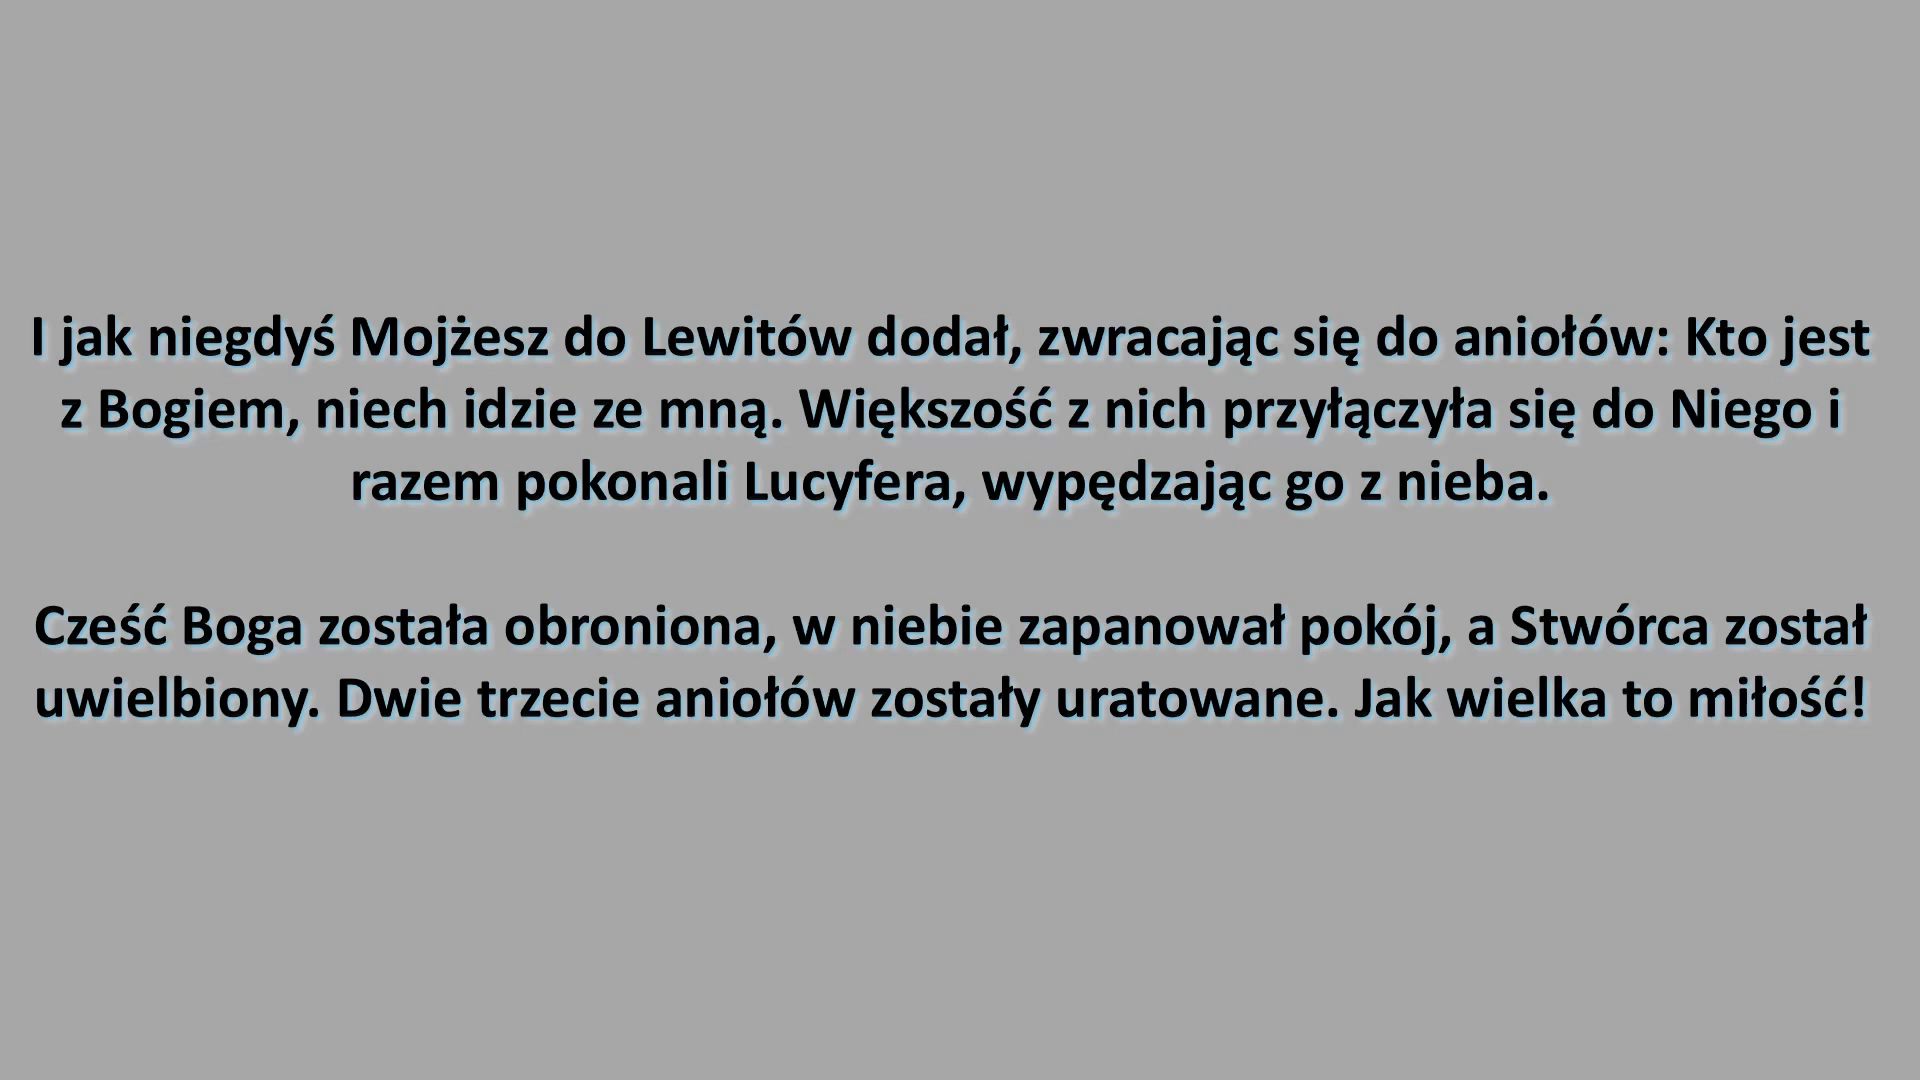 I jak niegdyś Mojżesz do Lewitów dodał, zwracając się do aniołów: Kto jest
z Bogiem, niech idzie ze mną. Większość z nich przyłączyła się do Niego i
razem pokonali Lucyfera, wypędzając go z nieba.
Cześć Boga została obroniona, w niebie zapanował pokój, a Stwórca został
uwielbiony. Dwie trzecie aniołów zostały uratowane. Jak wielka to miłość!